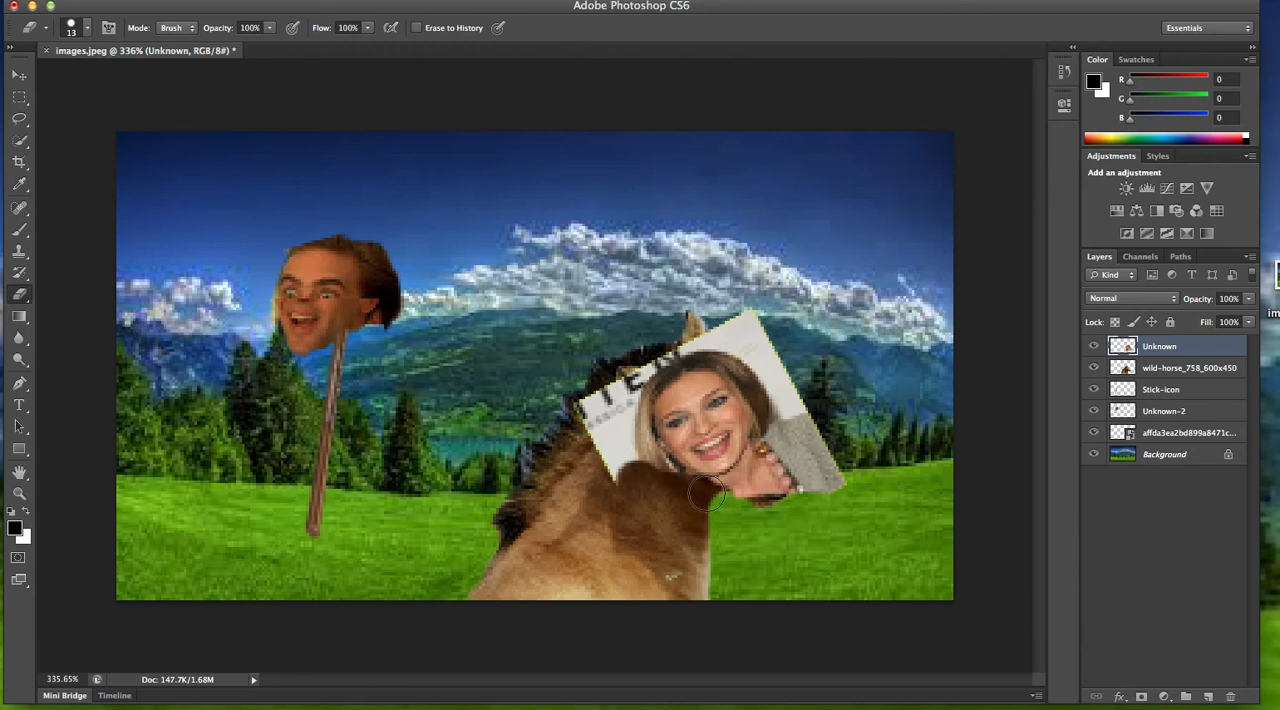 Adobe Photoshop CS6
13 Mode: Brush Opacity: 100% Flow: 100% Erase to History Essentials
× images.jpeg @ 336% (Unknown, RGB/8#) *
Color Swatches
R 0
G 0
B 0
Adjustments Styles
Add an adjustment
Layers Channels Paths
Kind T
Normal Opacity: 100%
Lock: Fill: 100%
Unknown
wild-horse_758_600x450
Stick-icon
Unknown-2
affda3ea2bd899a8471c...
Background
T
335.65% Doc: 147.7K/1.68M
Mini Bridge Timeline
fx